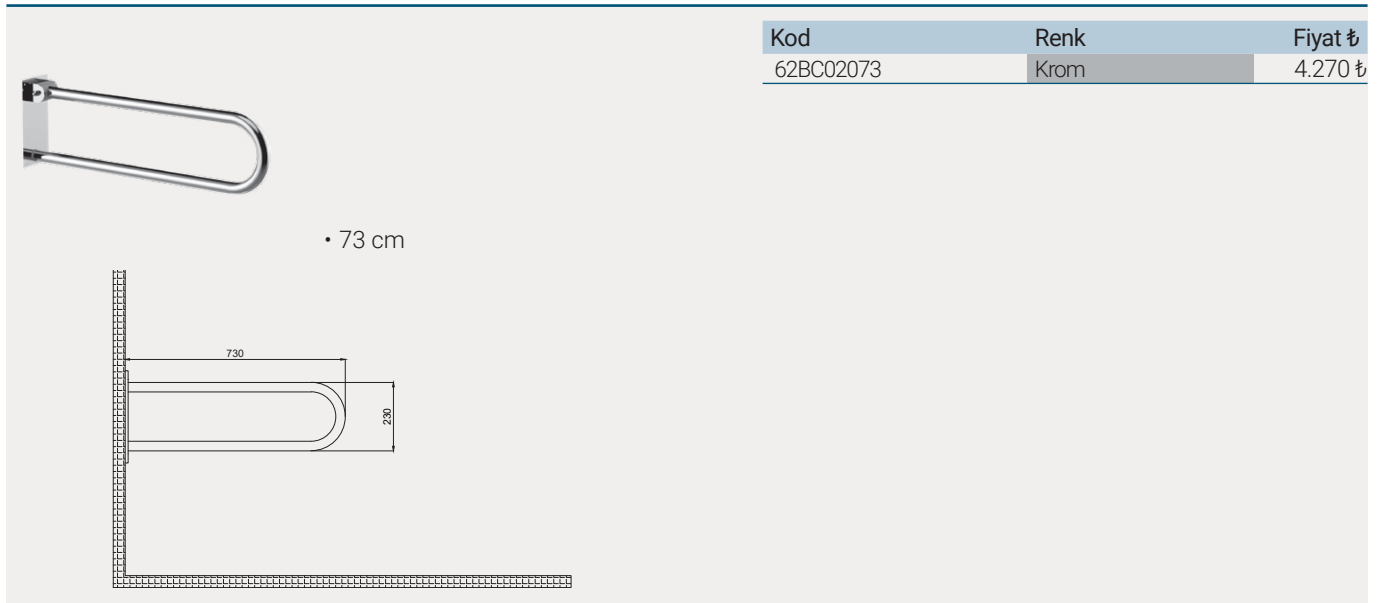 Kod Renk Fiyat ₺
62BC02073 Krom 4.270 ₺
• 73 cm
730
230